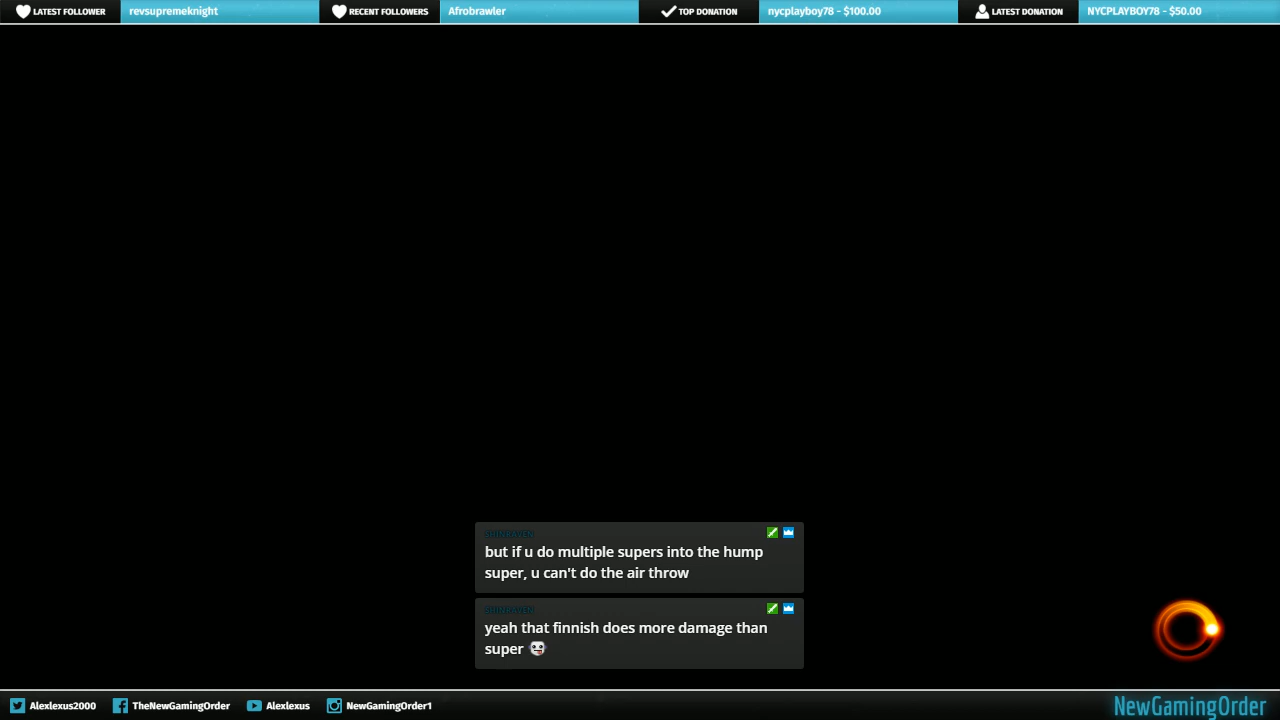 LATEST FOLLOWER revsupremeknight RECENT FOLLOWERS Afrobrawler TOP DONATION nycplayboy78 - $100.00 LATEST DONATION NYCPLAYBOY78 - $50.00
SHINRAVEN
but if u do multiple supers into the hump
super, u can't do the air throw
SHINRAVEN
yeah that finnish does more damage than
super
Alexlexus2000 TheNewGamingOrder Alexlexus NewGamingOrder1 NewGamingOrder